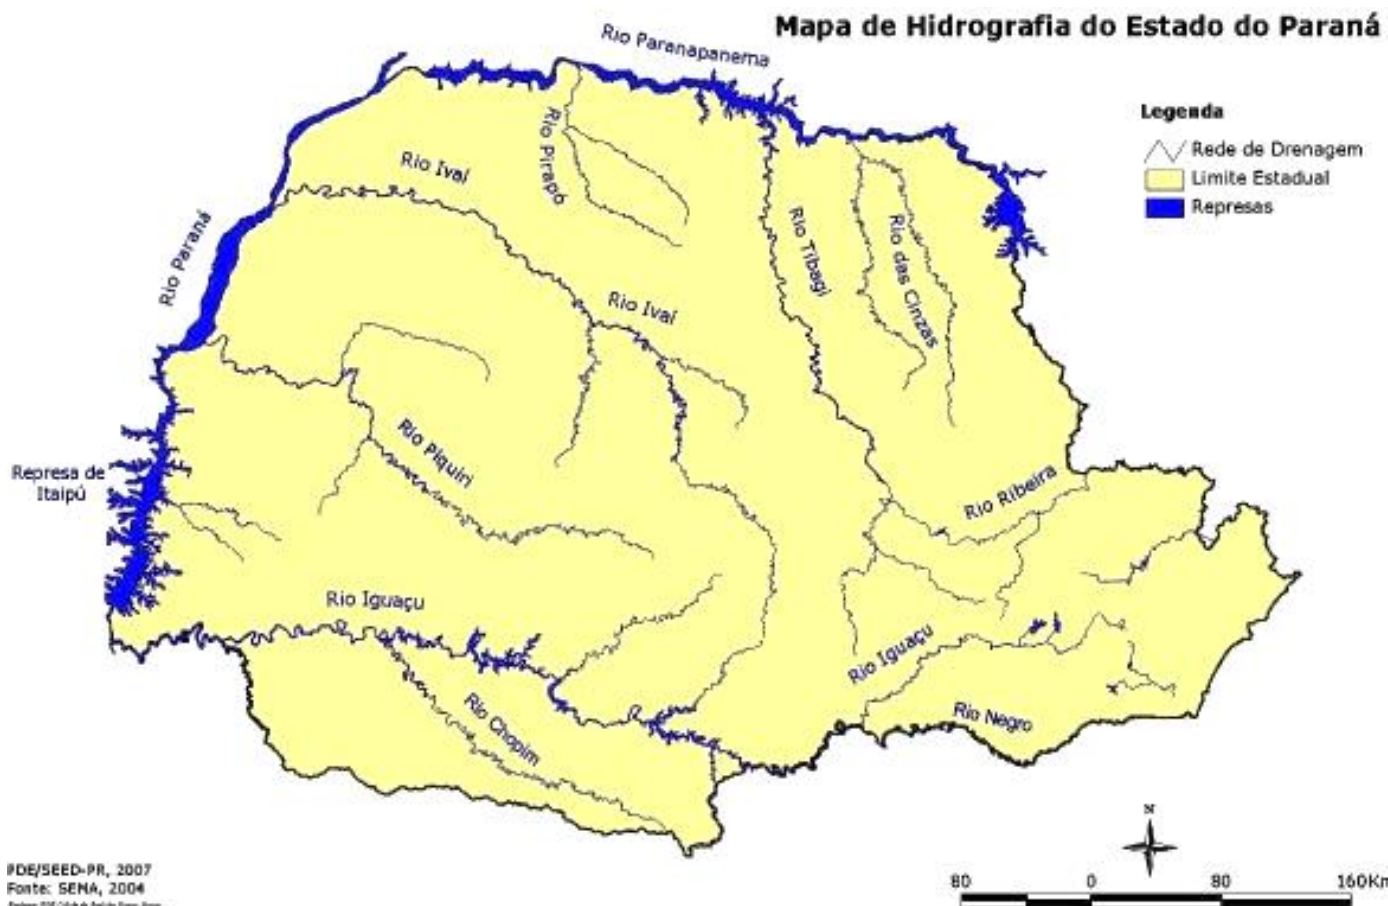 Mapa de Hidrografia do Estado do Paraná
Rio Paranapanema
Legenda
Rede de Drenagem
Limite Estadual
Represas
Rio Pirapó
Rio Ivaí
Rio Paraná
Rio Tibagi
Rio das Cinzas
Rio Ivaí
Rio Piquiri
Represa de
Itaipú
Rio Ribeira
Rio Iguaçu
Rio Iguaçu
Rio Chopim
Rio Negro
N
PDE/SEED-PR, 2007
Fonte: SEMA, 2004
80 0 80 160Km